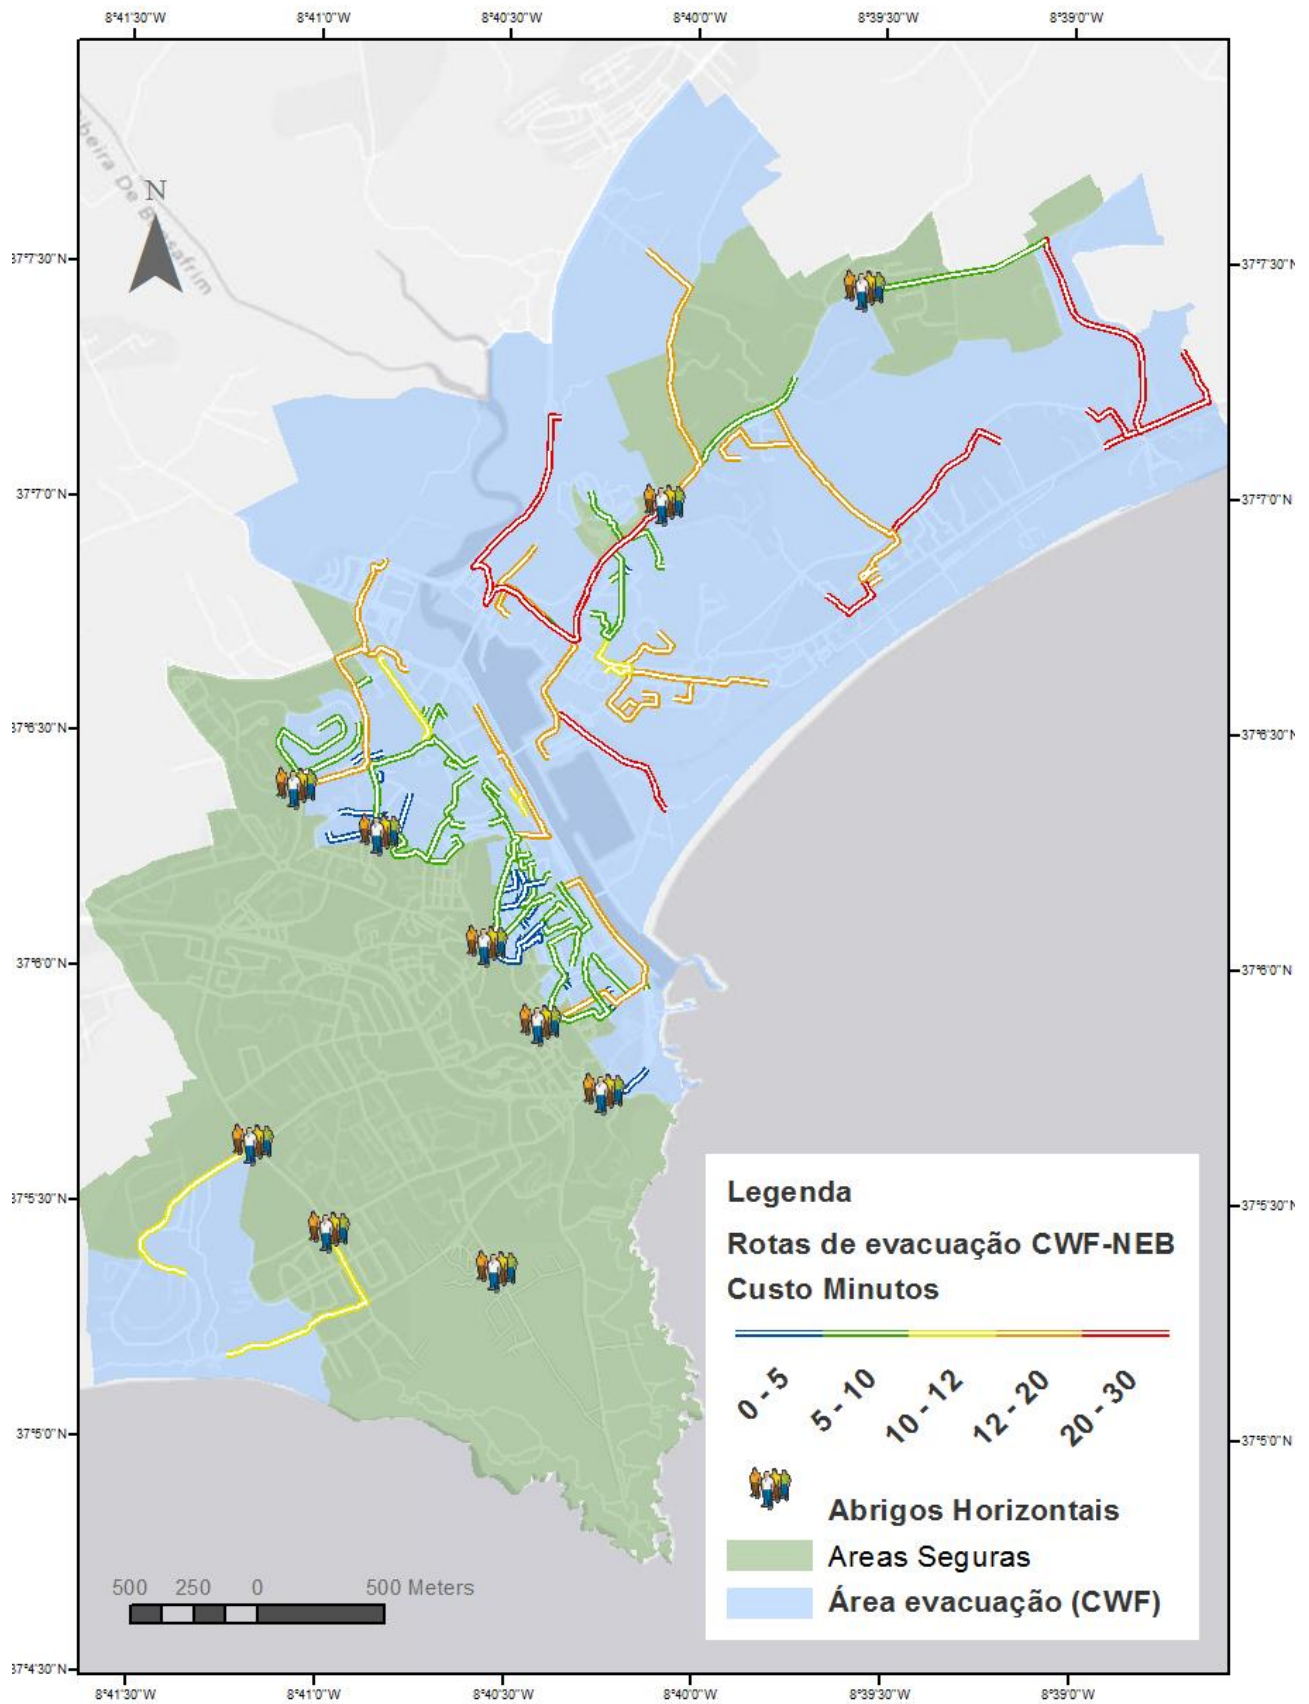 8°41'30"W 8°41'0"W 8°40'30"W 8°40'0"W 8°39'30"W 8°39'0"W
Ribeira De Bensafrim
N
37°7'30"N 37°7'30"N
37°7'0"N 37°7'0"N
37°6'30"N 37°6'30"N
37°6'0"N 37°6'0"N
37°5'30"N 37°5'30"N
37°5'0"N 37°5'0"N
Legenda
Rotas de evacuação CWF-NEB
Custo Minutos
0 - 5 5 - 10 10 - 12 12 - 20 20 - 30
Abrigos Horizontais
Areas Seguras
Área evacuação (CWF)
500 250 0 500 Meters
37°4'30"N
8°41'30"W 8°41'0"W 8°40'30"W 8°40'0"W 8°39'30"W 8°39'0"W